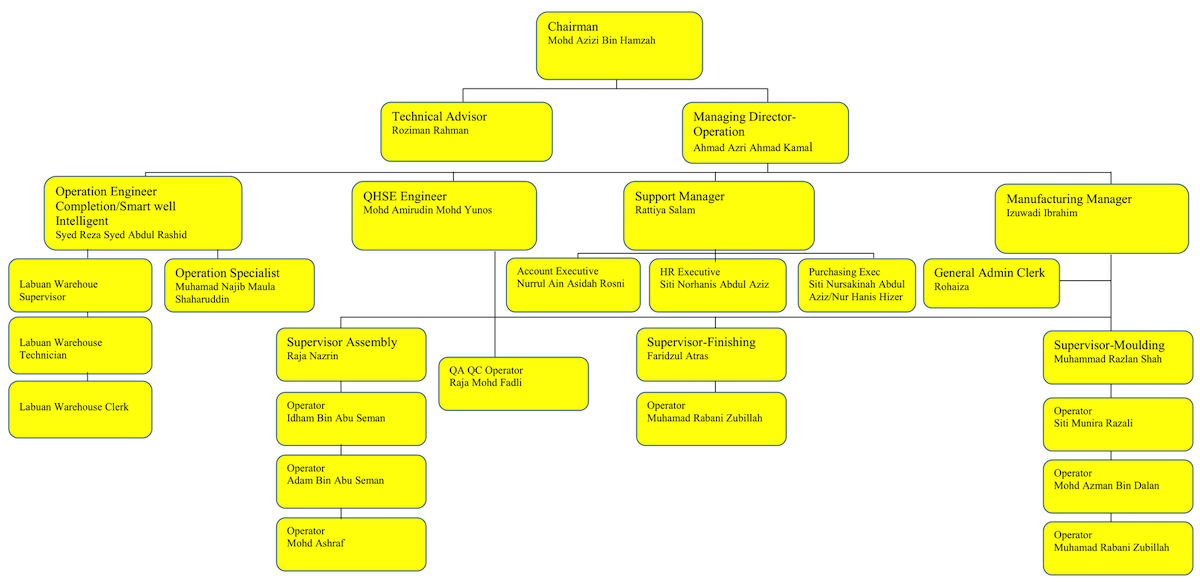 Chairman
Mohd Azizi Bin Hamzah
Technical Advisor
Roziman Rahman
Managing Director-
Operation
Ahmad Azri Ahmad Kamal
Operation Engineer
Completion/Smart well
Intelligent
Syed Reza Syed Abdul Rashid
QHSE Engineer
Mohd Amirudin Mohd Yunos
Support Manager
Rattiya Salam
Manufacturing Manager
Izuwadi Ibrahim
Labuan Warehoue
Supervisor
Operation Specialist
Muhamad Najib Maula
Shaharuddin
Account Executive
Nurrul Ain Asidah Rosni
HR Executive
Siti Norhanis Abdul Aziz
Purchasing Exec
Siti Nursakinah Abdul
Aziz/Nur Hanis Hizer
General Admin Clerk
Rohaiza
Labuan Warehouse
Technician
Labuan Warehouse Clerk
Supervisor Assembly
Raja Nazrin
QA QC Operator
Raja Mohd Fadli
Supervisor-Finishing
Faridzul Atras
Supervisor-Moulding
Muhammad Razlan Shah
Operator
Idham Bin Abu Seman
Operator
Muhamad Rabani Zubillah
Operator
Siti Munira Razali
Operator
Adam Bin Abu Seman
Operator
Mohd Azman Bin Dalan
Operator
Mohd Ashraf
Operator
Muhamad Rabani Zubillah